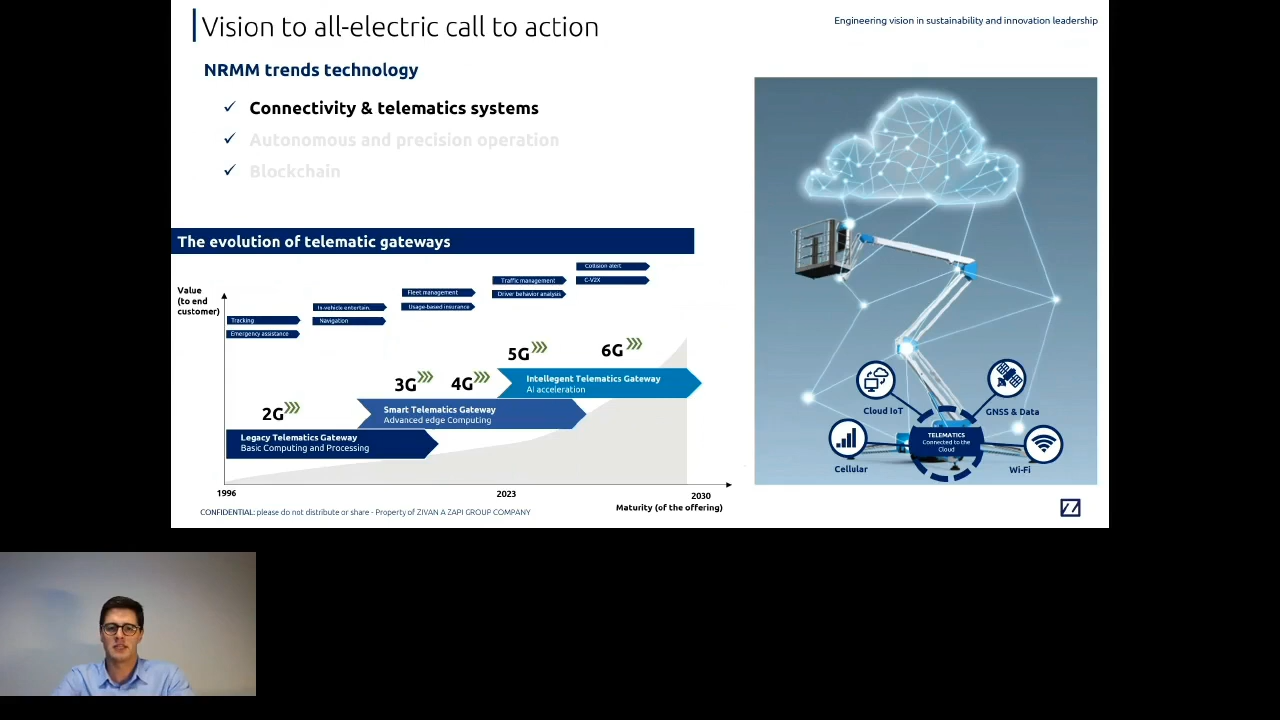 Vision to all-electric call to action
Engineering vision in sustainability and innovation leadership
NRMM trends technology
Connectivity & telematics systems
Autonomous and precision operation
Blockchain
The evolution of telematic gateways
Value
(to end
customer)
Tracking
Emergency assistance
In-vehicle entertain.
Navigation
Fleet management
Usage-based insurance
Traffic management
Driver behavior analysis
Collision alert
C-V2X
2G
3G
4G
5G
6G
Legacy Telematics Gateway
Basic Computing and Processing
Smart Telematics Gateway
Advanced edge Computing
Intellegent Telematics Gateway
AI acceleration
1996
2023
2030
Maturity (of the offering)
Cloud IoT
GNSS & Data
TELEMATICS
Connected to the
Cloud
Cellular
Wi-Fi
CONFIDENTIAL: please do not distribute or share - Property of ZIVAN A ZAPI GROUP COMPANY